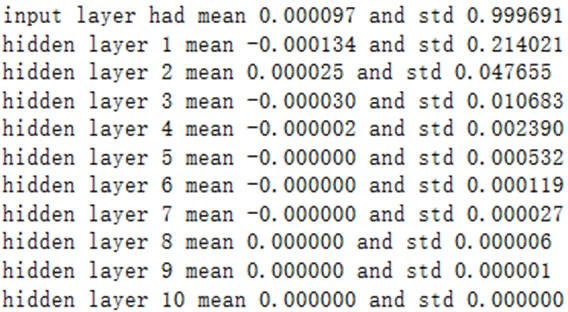 input layer had mean 0.000097 and std 0.999691
hidden layer 1 mean -0.000134 and std 0.214021
hidden layer 2 mean 0.000025 and std 0.047655
hidden layer 3 mean -0.000030 and std 0.010683
hidden layer 4 mean -0.000002 and std 0.002390
hidden layer 5 mean -0.000000 and std 0.000532
hidden layer 6 mean -0.000000 and std 0.000119
hidden layer 7 mean -0.000000 and std 0.000027
hidden layer 8 mean 0.000000 and std 0.000006
hidden layer 9 mean 0.000000 and std 0.000001
hidden layer 10 mean 0.000000 and std 0.000000